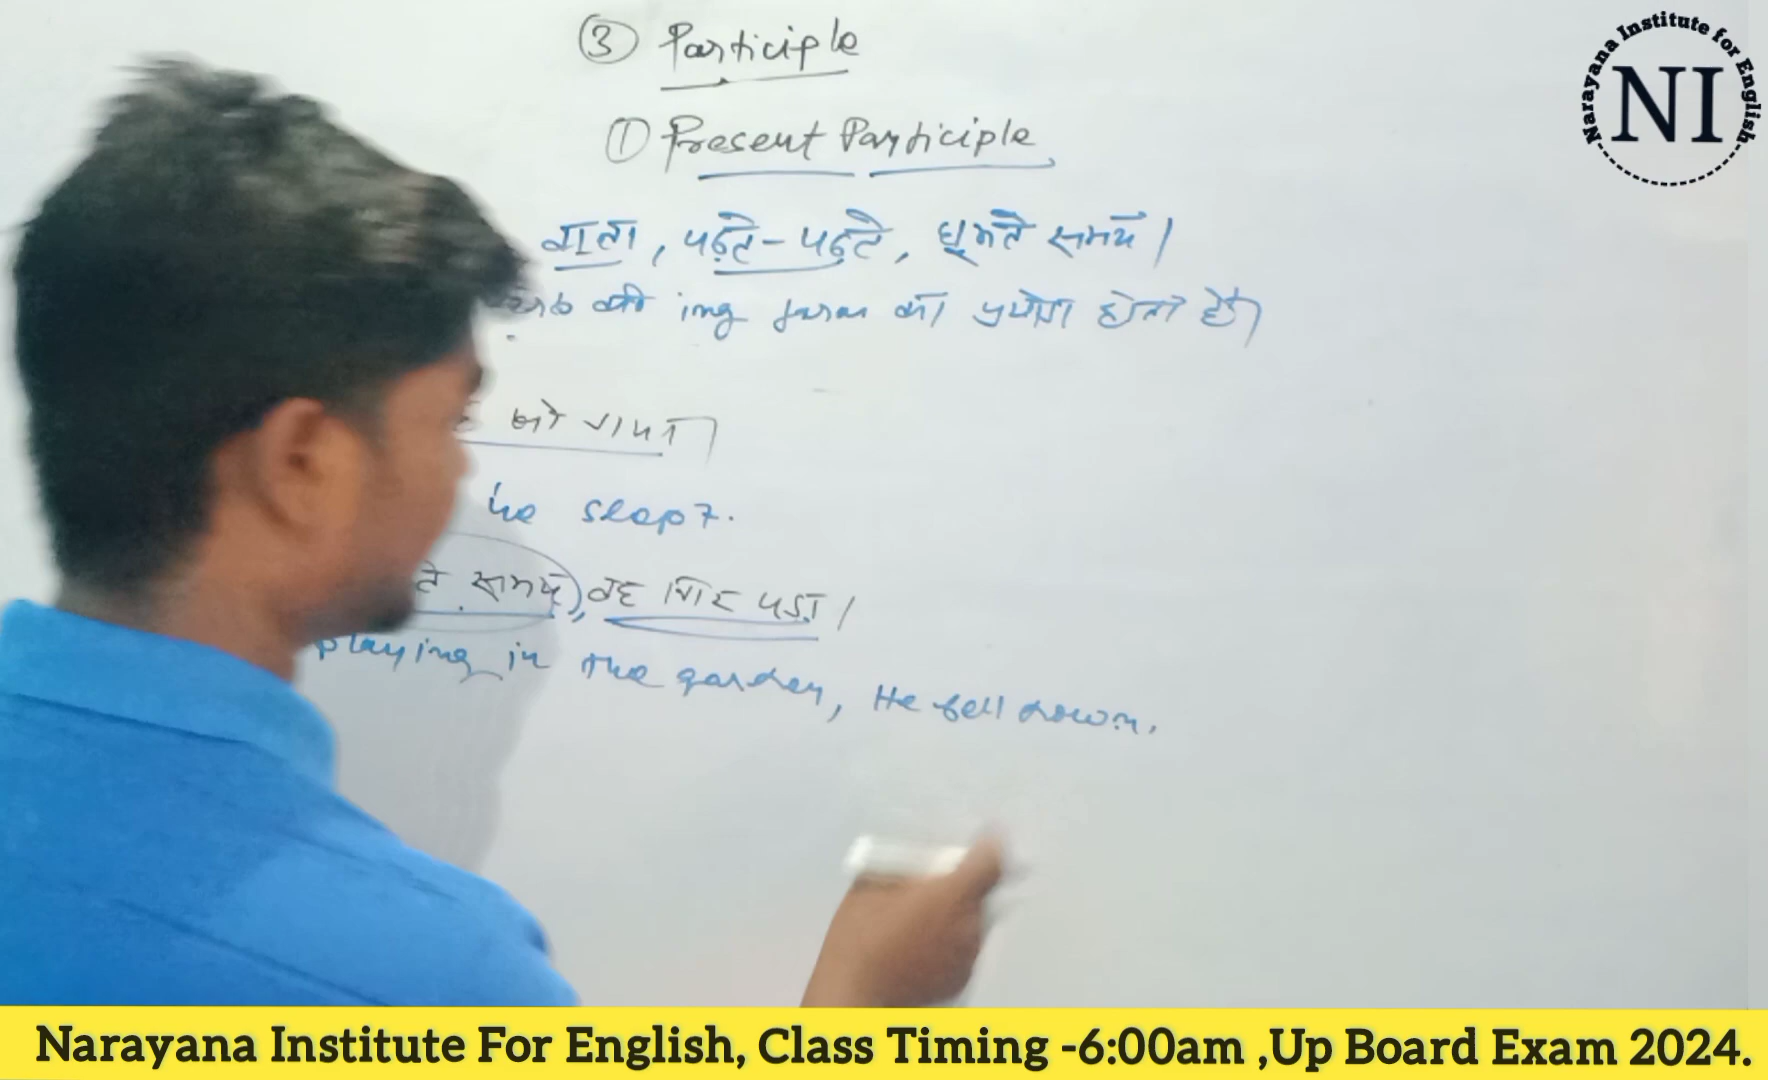 ③ Participle
① Present Participle
वाला, पढ़ते-पढ़ते, घूमते समय।
की ing form का प्रयोग होता है।
सो गया।
he slept.
ते समय), वह गिर पड़ा।
playing in the garden, He fell down.
Narayana Institute for English
NI
Narayana Institute For English, Class Timing -6:00am ,Up Board Exam 2024.